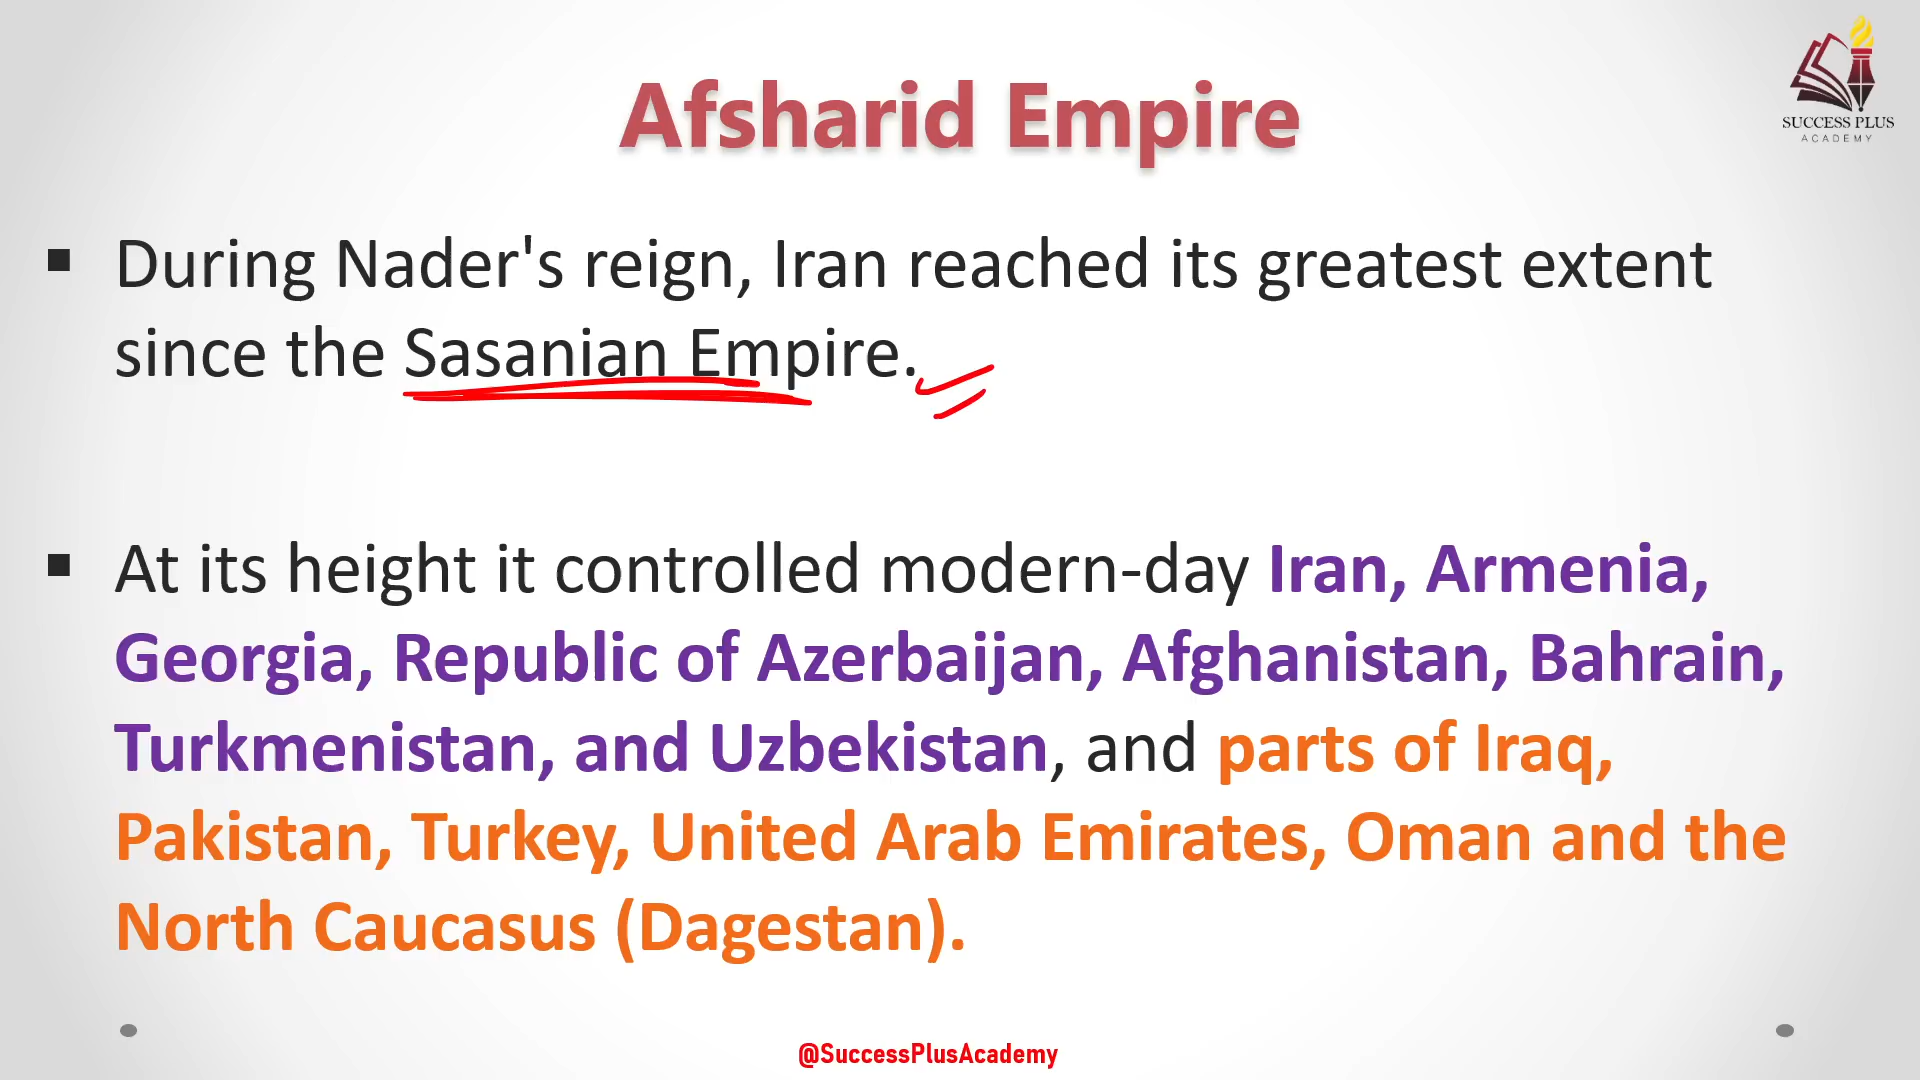 SUCCESS PLUS
ACADEMY
Afsharid Empire
▪ During Nader's reign, Iran reached its greatest extent
since the Sasanian Empire.
▪ At its height it controlled modern-day Iran, Armenia,
Georgia, Republic of Azerbaijan, Afghanistan, Bahrain,
Turkmenistan, and Uzbekistan, and parts of Iraq,
Pakistan, Turkey, United Arab Emirates, Oman and the
North Caucasus (Dagestan).
@SuccessPlusAcademy